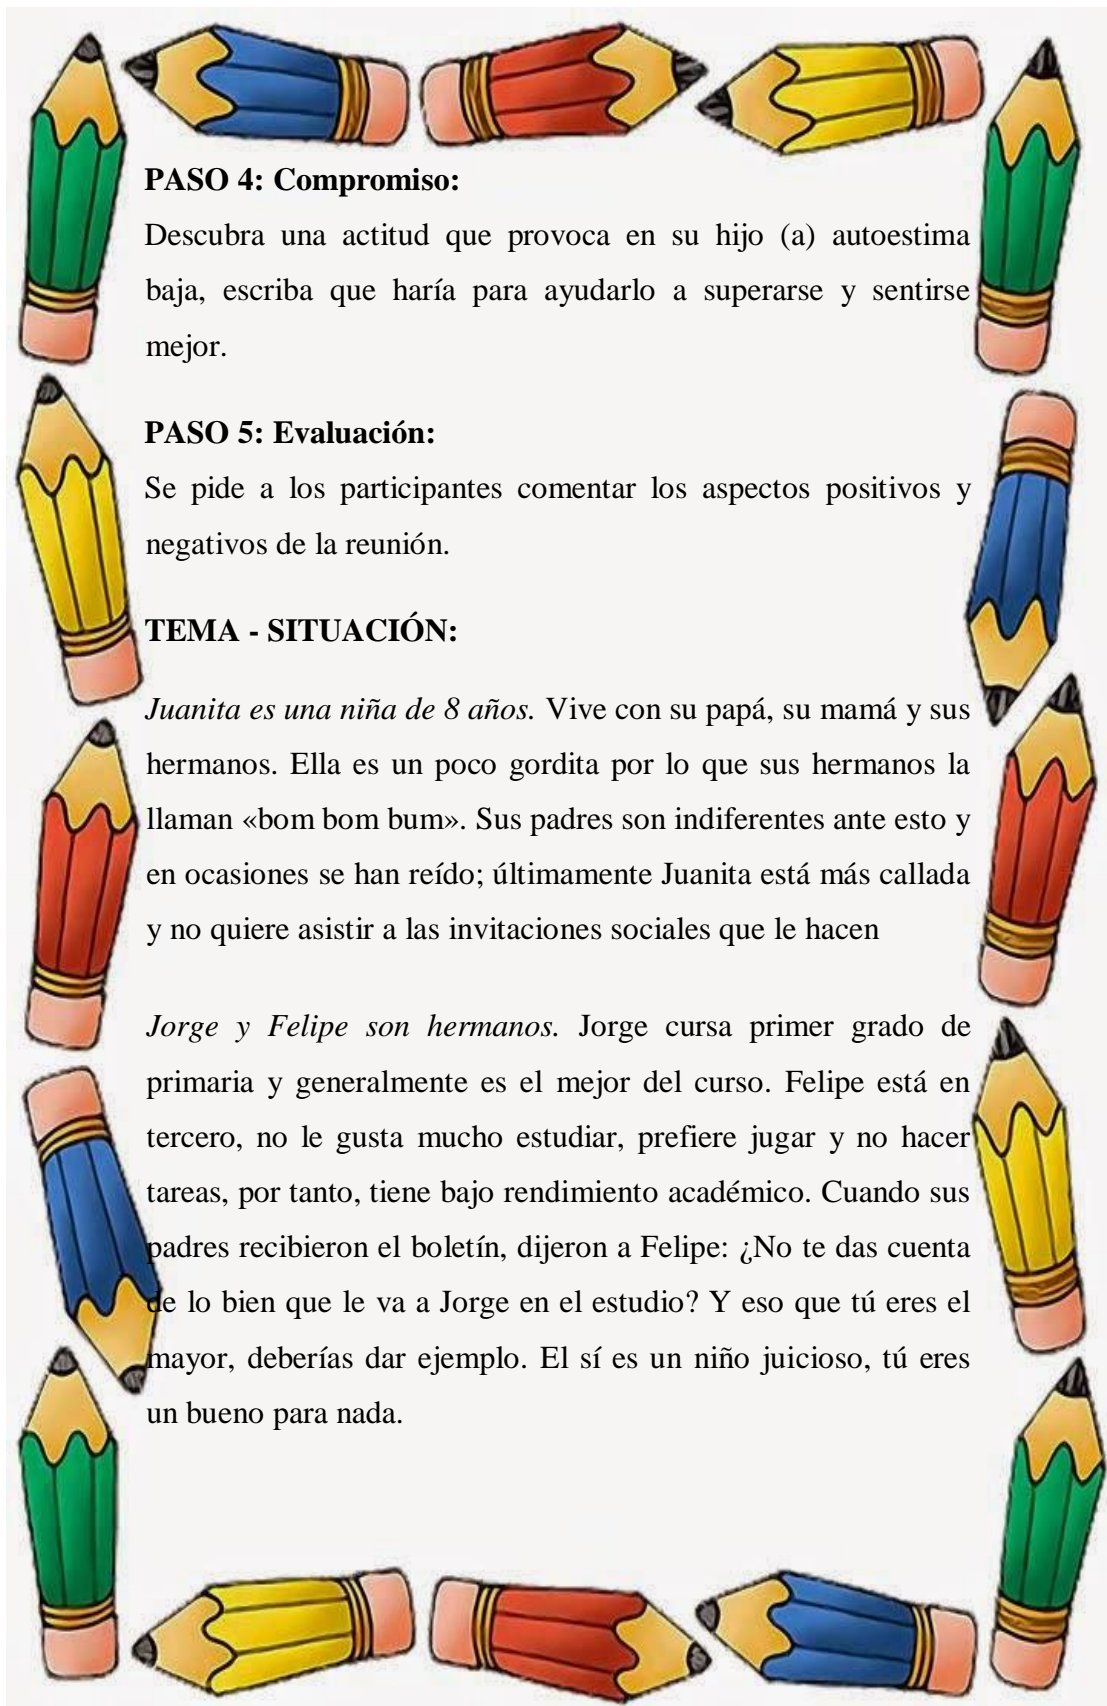 PASO 4: Compromiso:
Descubra una actitud que provoca en su hijo (a) autoestima
baja, escriba que haría para ayudarlo a superarse y sentirse
mejor.
PASO 5: Evaluación:
Se pide a los participantes comentar los aspectos positivos y
negativos de la reunión.
TEMA - SITUACIÓN:
Juanita es una niña de 8 años. Vive con su papá, su mamá y sus
hermanos. Ella es un poco gordita por lo que sus hermanos la
llaman «bom bom bum». Sus padres son indiferentes ante esto y
en ocasiones se han reído; últimamente Juanita está más callada
y no quiere asistir a las invitaciones sociales que le hacen
Jorge y Felipe son hermanos. Jorge cursa primer grado de
primaria y generalmente es el mejor del curso. Felipe está en
tercero, no le gusta mucho estudiar, prefiere jugar y no hacer
tareas, por tanto, tiene bajo rendimiento académico. Cuando sus
padres recibieron el boletín, dijeron a Felipe: ¿No te das cuenta
de lo bien que le va a Jorge en el estudio? Y eso que tú eres el
mayor, deberías dar ejemplo. El sí es un niño juicioso, tú eres
un bueno para nada.